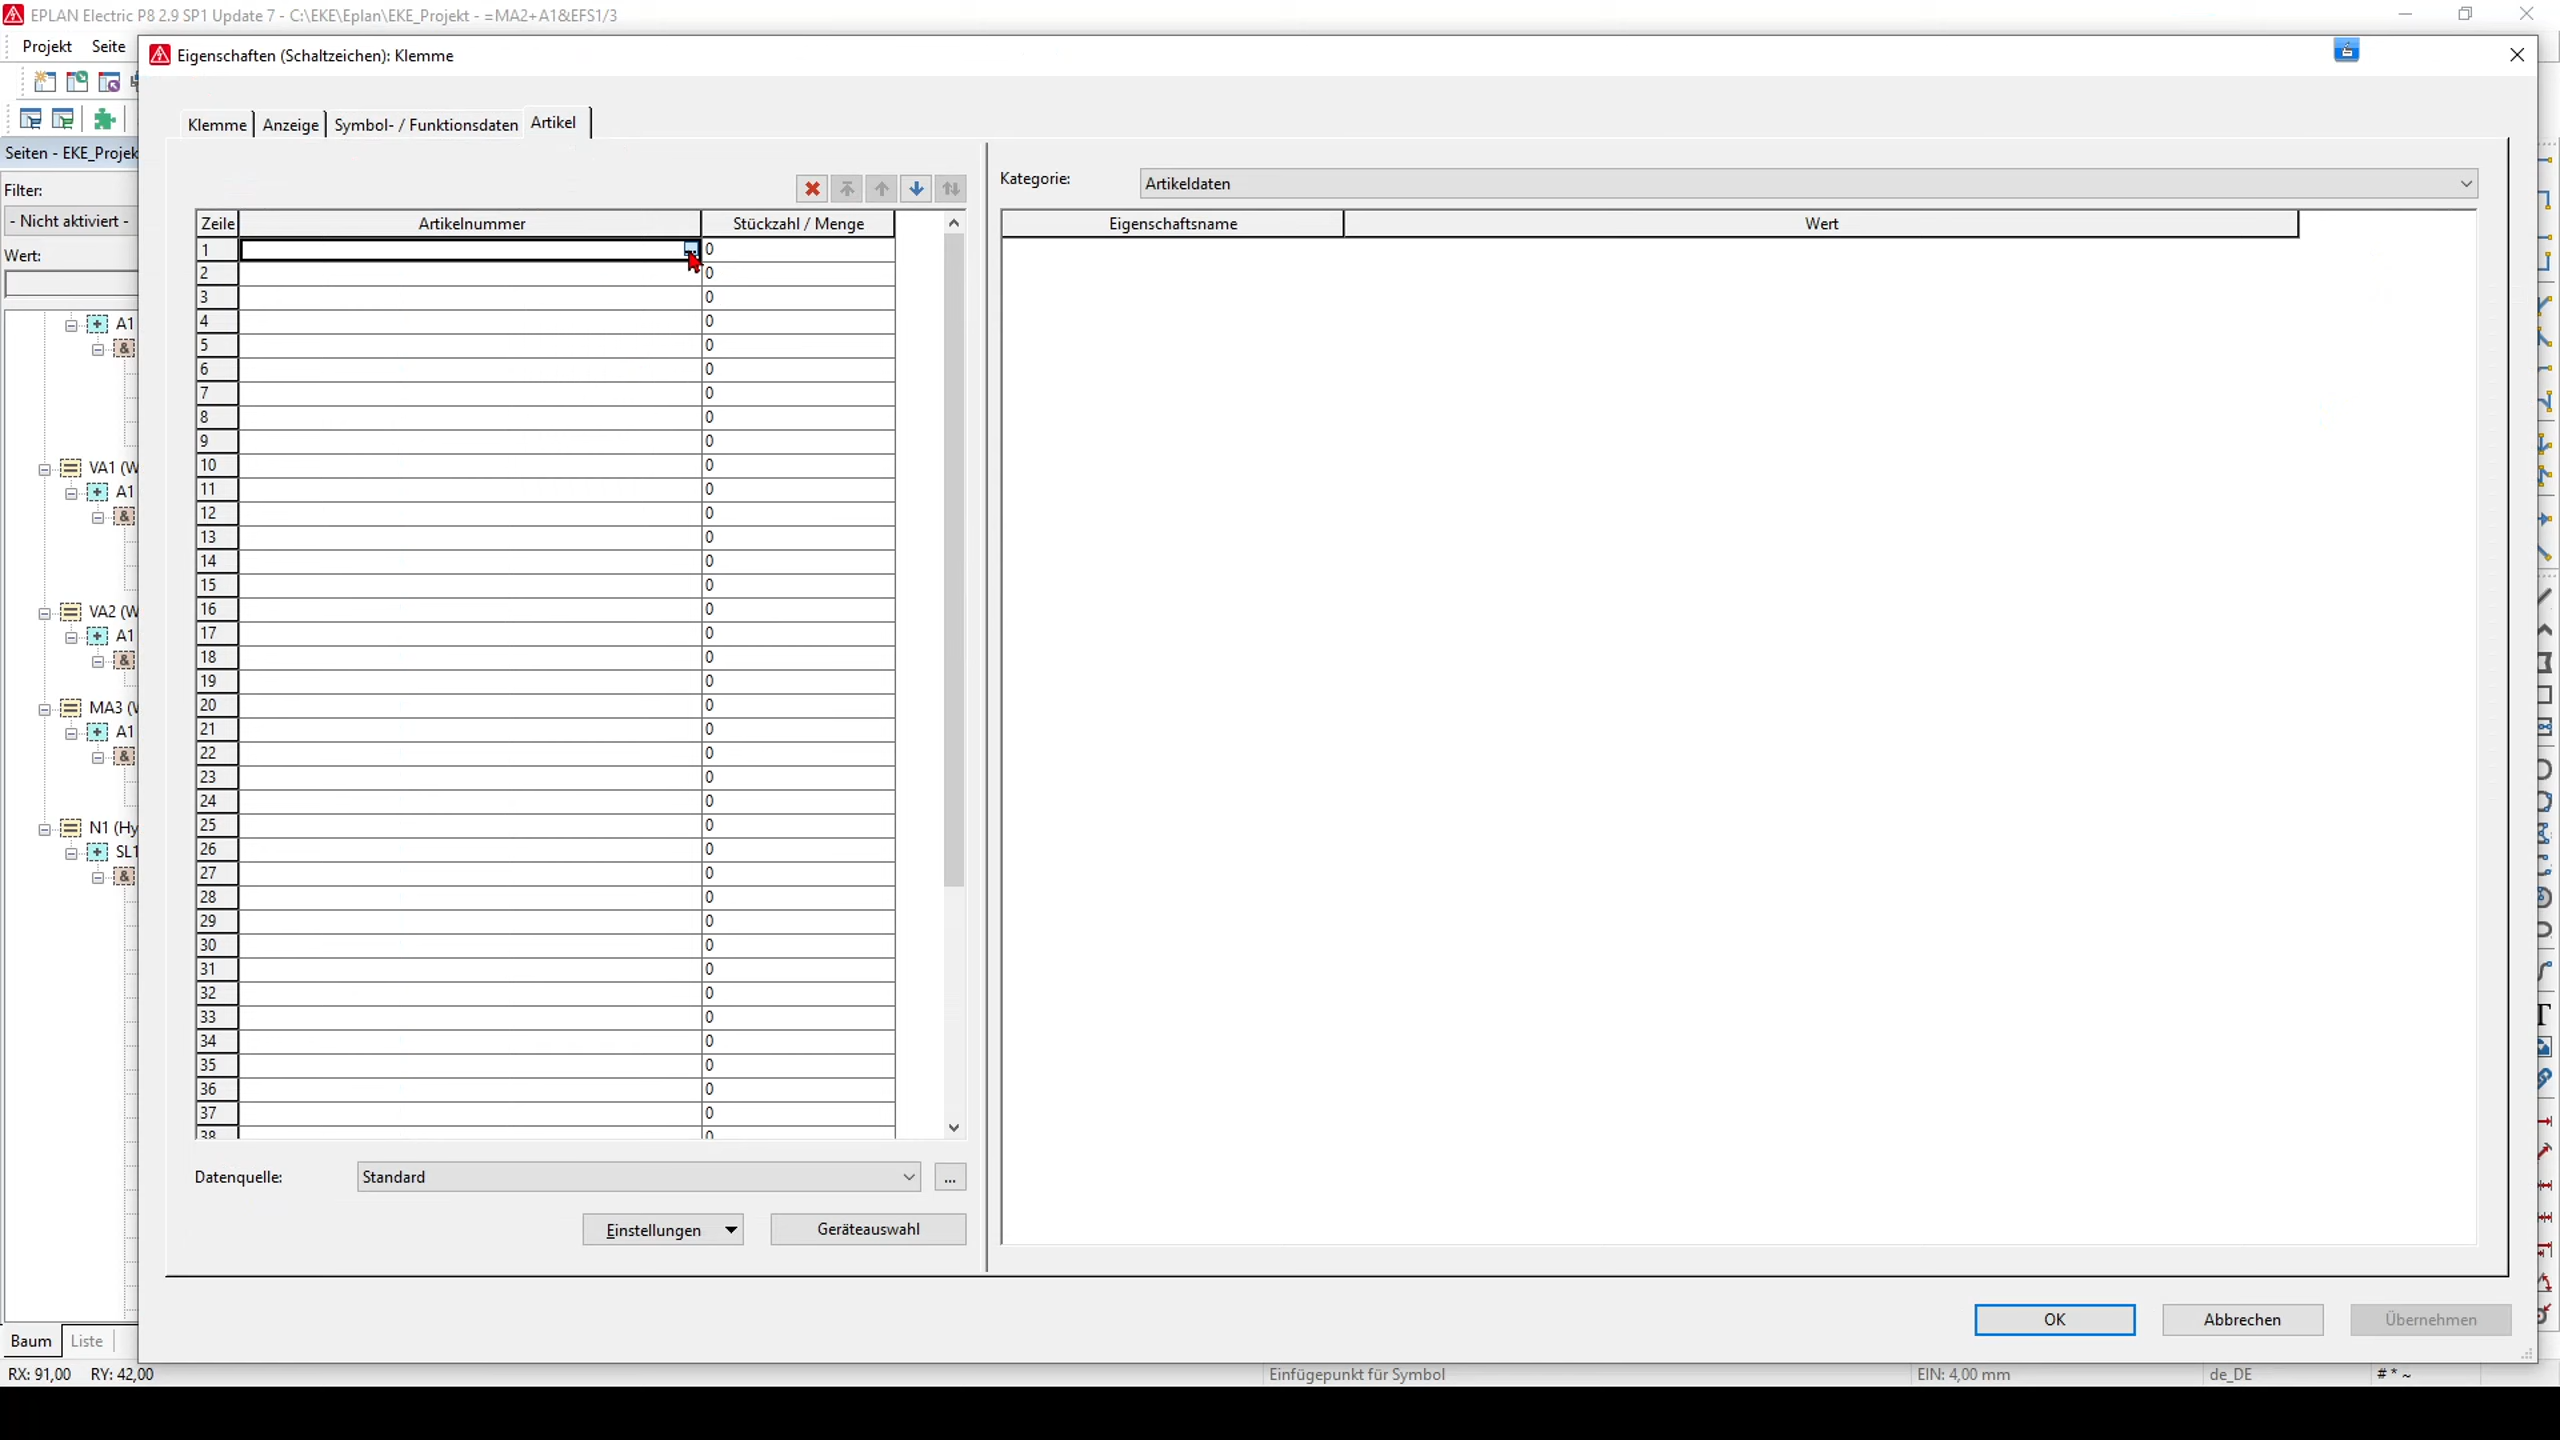 EPLAN Electric P8 2.9 SP1 Update 7 - C:\EKE\Eplan\EKE_Projekt - =MA2+A1&EFS1/3
Projekt Seite
Eigenschaften (Schaltzeichen): Klemme
Klemme Anzeige Symbol- / Funktionsdaten Artikel
Seiten - EKE_Projek
Filter:
- Nicht aktiviert -
Wert:
A1
&
VA1 (W
A1
&
VA2 (W
A1
&
MA3 (V
A1
&
N1 (Hy
SL1
&
Baum Liste
Kategorie: Artikeldaten
Zeile Artikelnummer Stückzahl / Menge
Eigenschaftsname Wert
1 0
2 0
3 0
4 0
5 0
6 0
7 0
8 0
9 0
10 0
11 0
12 0
13 0
14 0
15 0
16 0
17 0
18 0
19 0
20 0
21 0
22 0
23 0
24 0
25 0
26 0
27 0
28 0
29 0
30 0
31 0
32 0
33 0
34 0
35 0
36 0
37 0
38 0
Datenquelle: Standard ...
Einstellungen Geräteauswahl
OK Abbrechen Übernehmen
RX: 91,00 RY: 42,00 Einfügepunkt für Symbol EIN: 4,00 mm de_DE # * ~